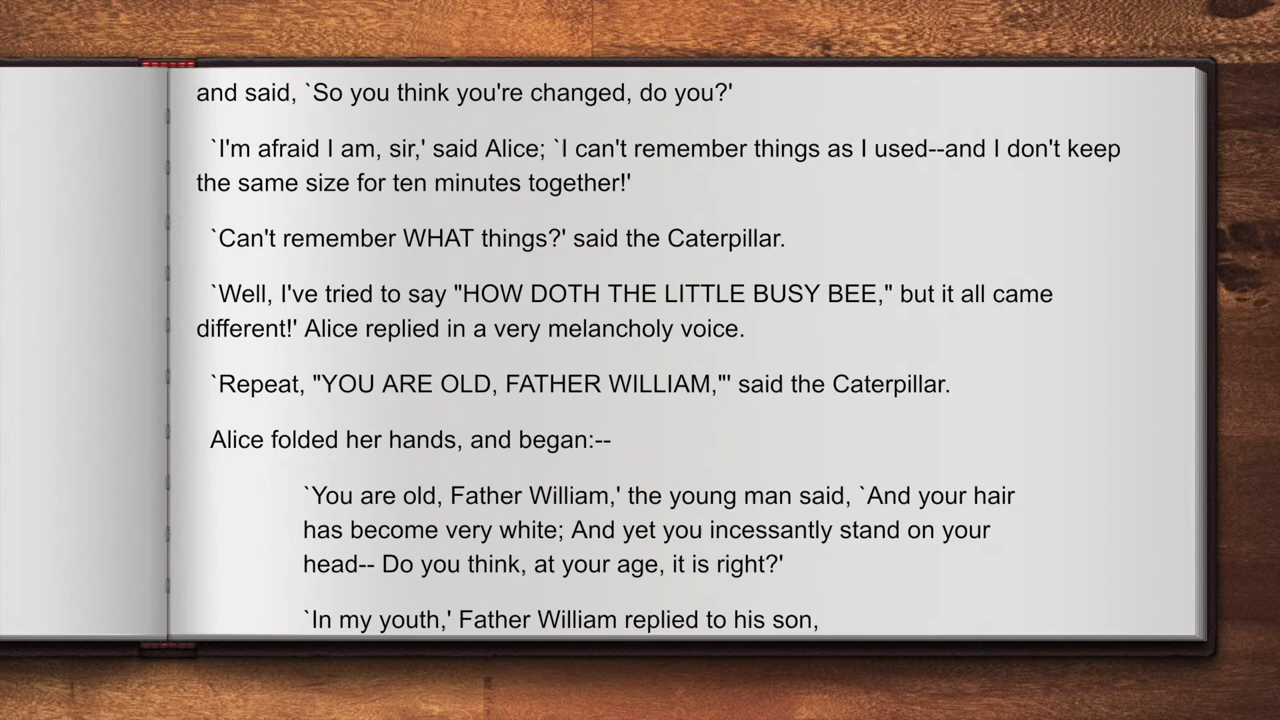 and said, `So you think you're changed, do you?'
`I'm afraid I am, sir,' said Alice; `I can't remember things as I used--and I don't keep
the same size for ten minutes together!'
`Can't remember WHAT things?' said the Caterpillar.
`Well, I've tried to say "HOW DOTH THE LITTLE BUSY BEE," but it all came
different!' Alice replied in a very melancholy voice.
`Repeat, "YOU ARE OLD, FATHER WILLIAM,"' said the Caterpillar.
Alice folded her hands, and began:--
`You are old, Father William,' the young man said, `And your hair
has become very white; And yet you incessantly stand on your
head-- Do you think, at your age, it is right?'
`In my youth,' Father William replied to his son,